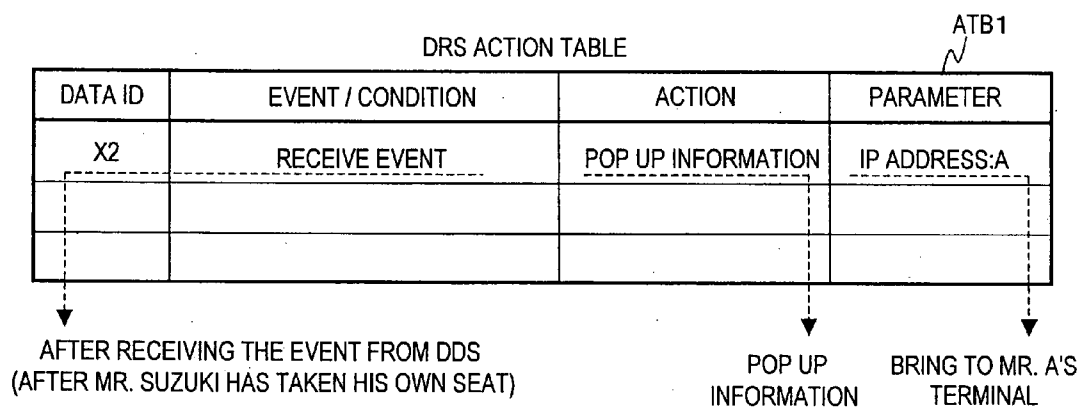 ATB1
DRS ACTION TABLE
DATA ID EVENT / CONDITION ACTION PARAMETER
X2 RECEIVE EVENT POP UP INFORMATION IP ADDRESS:A
AFTER RECEIVING THE EVENT FROM DDS
(AFTER MR. SUZUKI HAS TAKEN HIS OWN SEAT)
POP UP
INFORMATION
BRING TO MR. A'S
TERMINAL